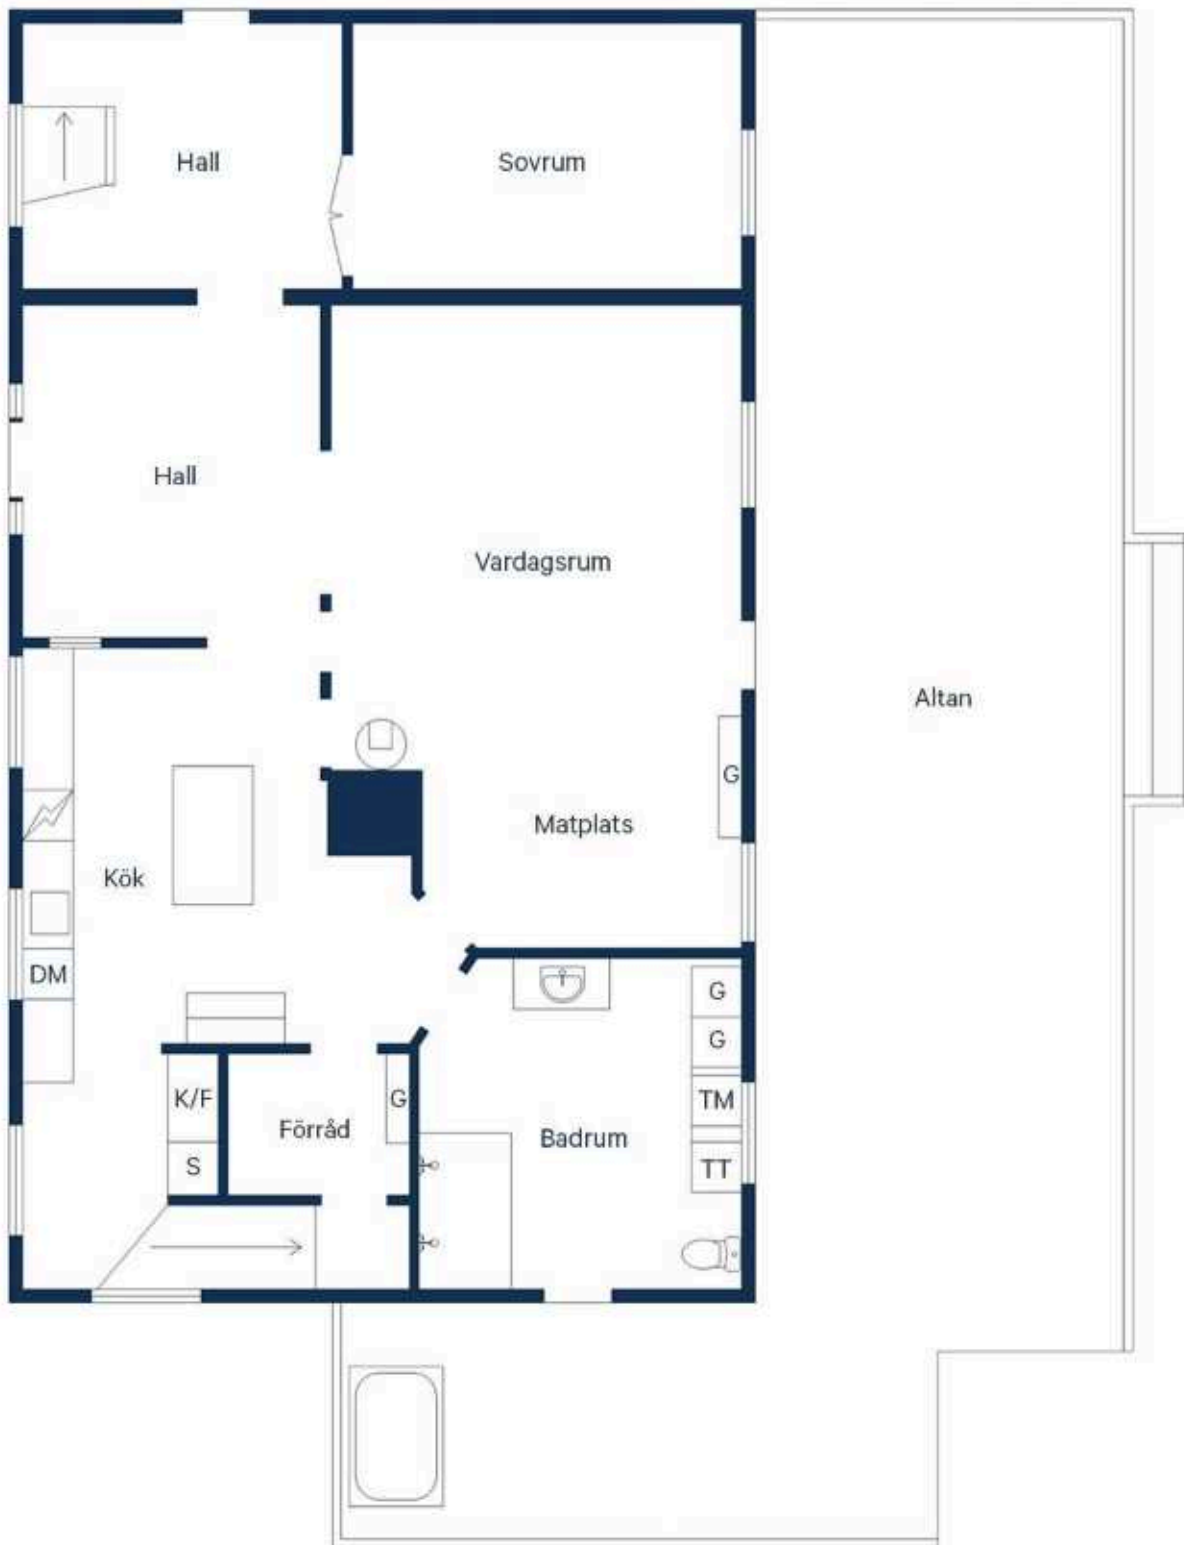 Hall
Sovrum
Hall
Vardagsrum
Altan
G
Matplats
Kök
DM
G
G
K/F
G
TM
Förråd
Badrum
S
TT